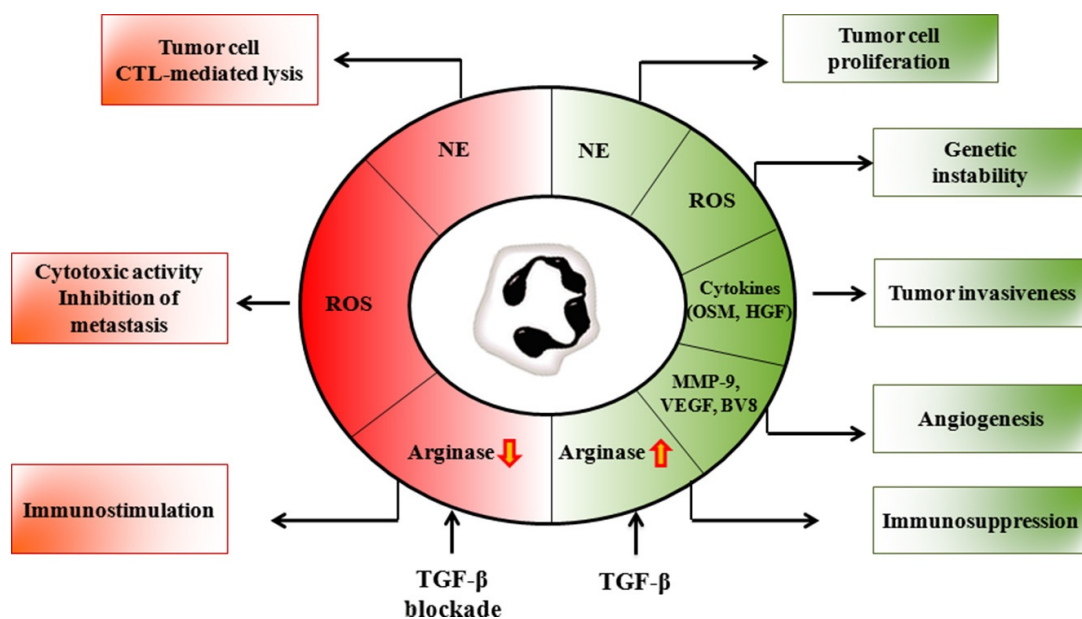 Tumor cell
CTL-mediated lysis
Tumor cell
proliferation
NE
NE
Genetic
instability
ROS
Cytotoxic activity
Inhibition of
metastasis
ROS
Cytokines
(OSM, HGF)
Tumor invasiveness
MMP-9,
VEGF, BV8
Angiogenesis
Arginase
Arginase
Immunostimulation
Immunosuppression
TGF-β
blockade
TGF-β